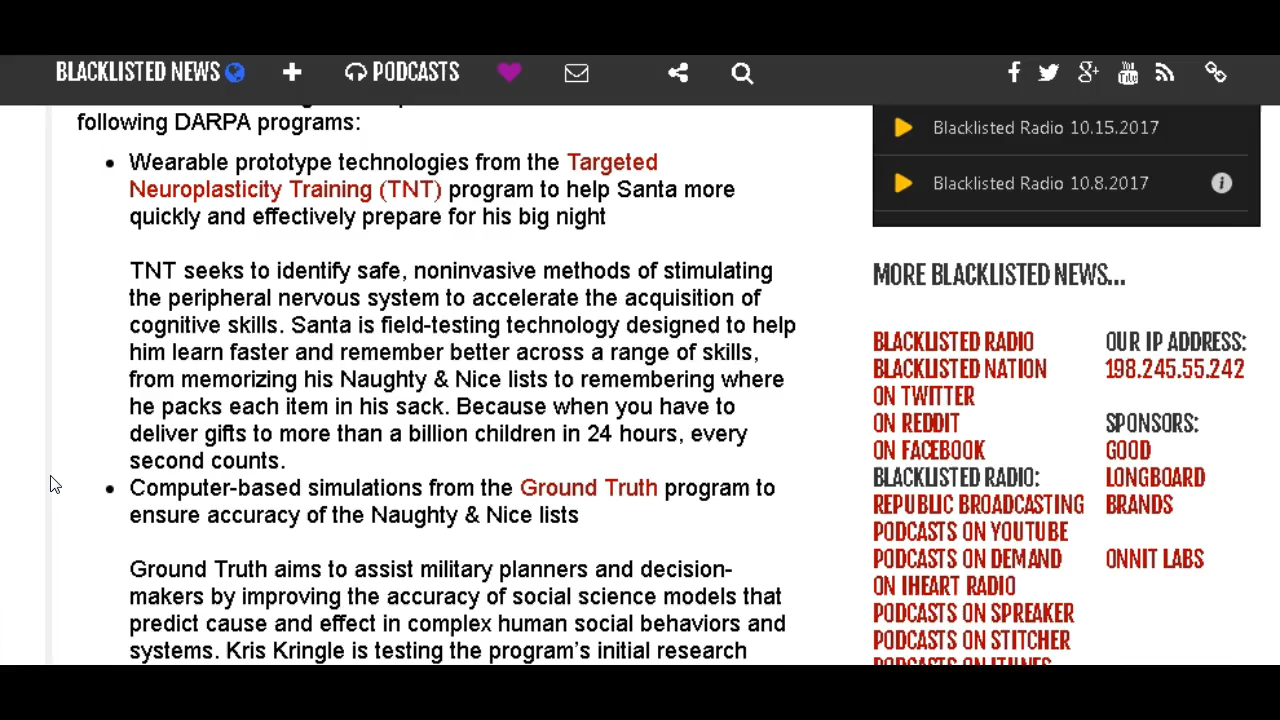 BLACKLISTED NEWS
PODCASTS
following DARPA programs:
Wearable prototype technologies from the Targeted
Neuroplasticity Training (TNT) program to help Santa more
quickly and effectively prepare for his big night
TNT seeks to identify safe, noninvasive methods of stimulating
the peripheral nervous system to accelerate the acquisition of
cognitive skills. Santa is field-testing technology designed to help
him learn faster and remember better across a range of skills,
from memorizing his Naughty & Nice lists to remembering where
he packs each item in his sack. Because when you have to
deliver gifts to more than a billion children in 24 hours, every
second counts.
Computer-based simulations from the Ground Truth program to
ensure accuracy of the Naughty & Nice lists
Ground Truth aims to assist military planners and decision-
makers by improving the accuracy of social science models that
predict cause and effect in complex human social behaviors and
systems. Kris Kringle is testing the program's initial research
Blacklisted Radio 10.15.2017
Blacklisted Radio 10.8.2017
MORE BLACKLISTED NEWS...
BLACKLISTED RADIO
BLACKLISTED NATION
ON TWITTER
ON REDDIT
ON FACEBOOK
BLACKLISTED RADIO:
REPUBLIC BROADCASTING
PODCASTS ON YOUTUBE
PODCASTS ON DEMAND
ON IHEART RADIO
PODCASTS ON SPREAKER
PODCASTS ON STITCHER
PODCASTS ON ITUNES
OUR IP ADDRESS:
198.245.55.242
SPONSORS:
GOOD
LONGBOARD
BRANDS
ONNIT LABS